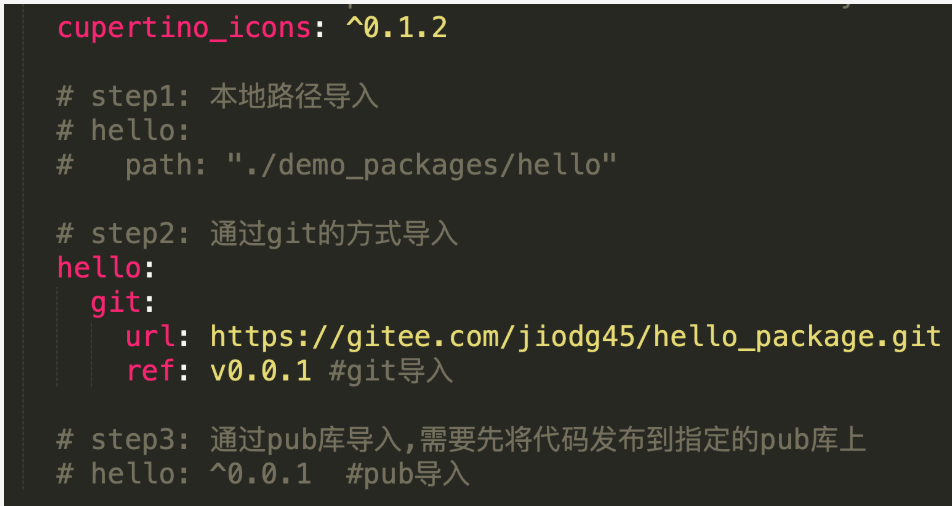 cupertino_icons: ^0.1.2
# step1: 本地路径导入
# hello:
#   path: "./demo_packages/hello"
# step2: 通过git的方式导入
hello:
  git:
    url: https://gitee.com/jiodg45/hello_package.git
    ref: v0.0.1 #git导入
# step3: 通过pub库导入,需要先将代码发布到指定的pub库上
# hello: ^0.0.1  #pub导入